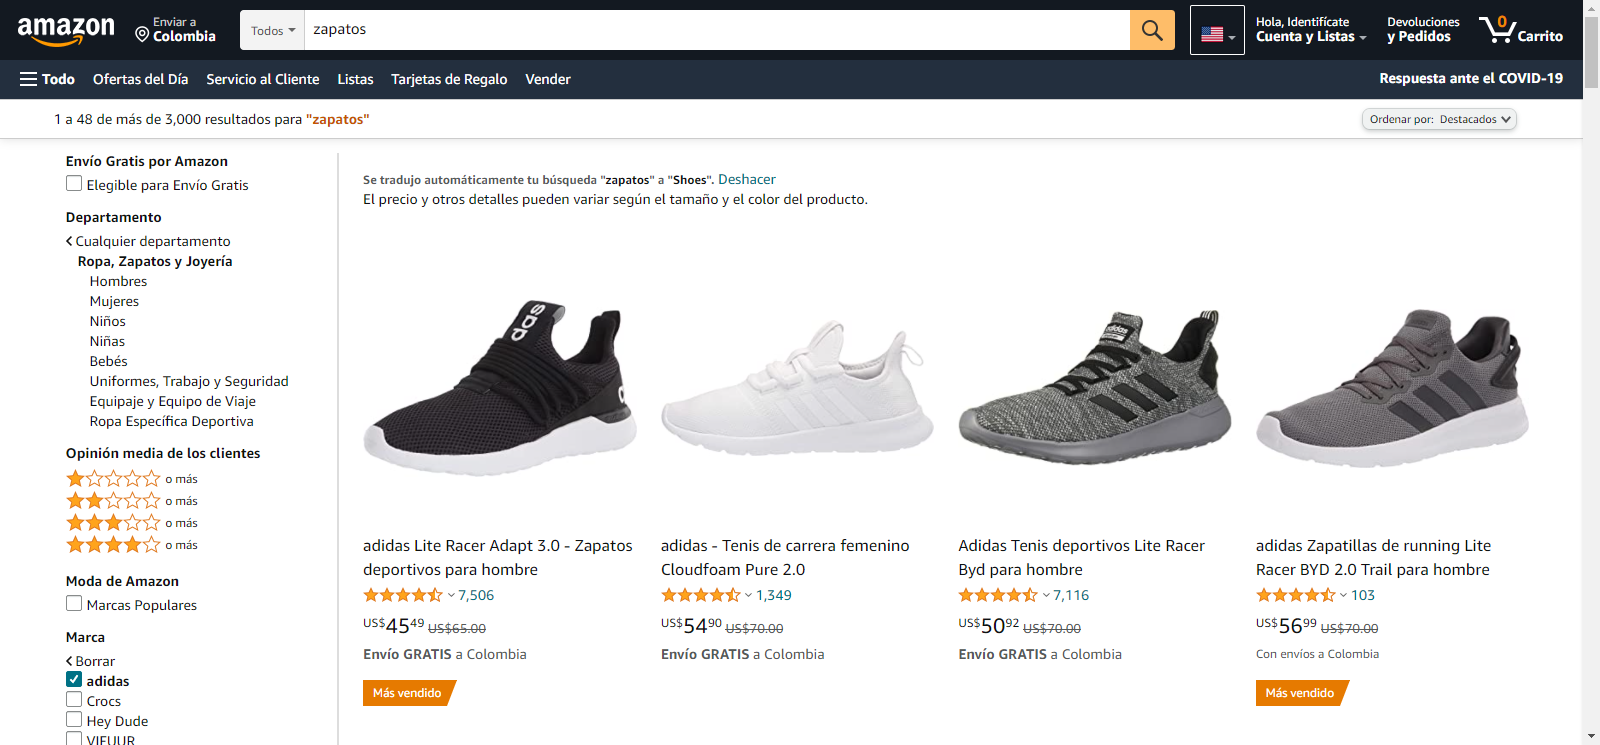 amazon
Enviar a
Colombia
Todos
zapatos
Hola, Identifícate
Cuenta y Listas
Devoluciones
y Pedidos
0
Carrito
Todo
Ofertas del Día
Servicio al Cliente
Listas
Tarjetas de Regalo
Vender
Respuesta ante el COVID-19
1 a 48 de más de 3,000 resultados para "zapatos"
Ordenar por: Destacados
Envío Gratis por Amazon
Elegible para Envío Gratis
Departamento
Cualquier departamento
Ropa, Zapatos y Joyería
Hombres
Mujeres
Niños
Niñas
Bebés
Uniformes, Trabajo y Seguridad
Equipaje y Equipo de Viaje
Ropa Específica Deportiva
Opinión media de los clientes
o más
o más
o más
o más
Moda de Amazon
Marcas Populares
Marca
Borrar
adidas
Crocs
Hey Dude
VIFUUR
Se tradujo automáticamente tu búsqueda "zapatos" a "Shoes". Deshacer
El precio y otros detalles pueden variar según el tamaño y el color del producto.
adidas Lite Racer Adapt 3.0 - Zapatos
deportivos para hombre
7,506
US$45.49 US$65.00
Envío GRATIS a Colombia
Más vendido
adidas - Tenis de carrera femenino
Cloudfoam Pure 2.0
1,349
US$54.90 US$70.00
Envío GRATIS a Colombia
Adidas Tenis deportivos Lite Racer
Byd para hombre
7,116
US$50.92 US$70.00
Envío GRATIS a Colombia
adidas Zapatillas de running Lite
Racer BYD 2.0 Trail para hombre
103
US$56.99 US$70.00
Con envíos a Colombia
Más vendido